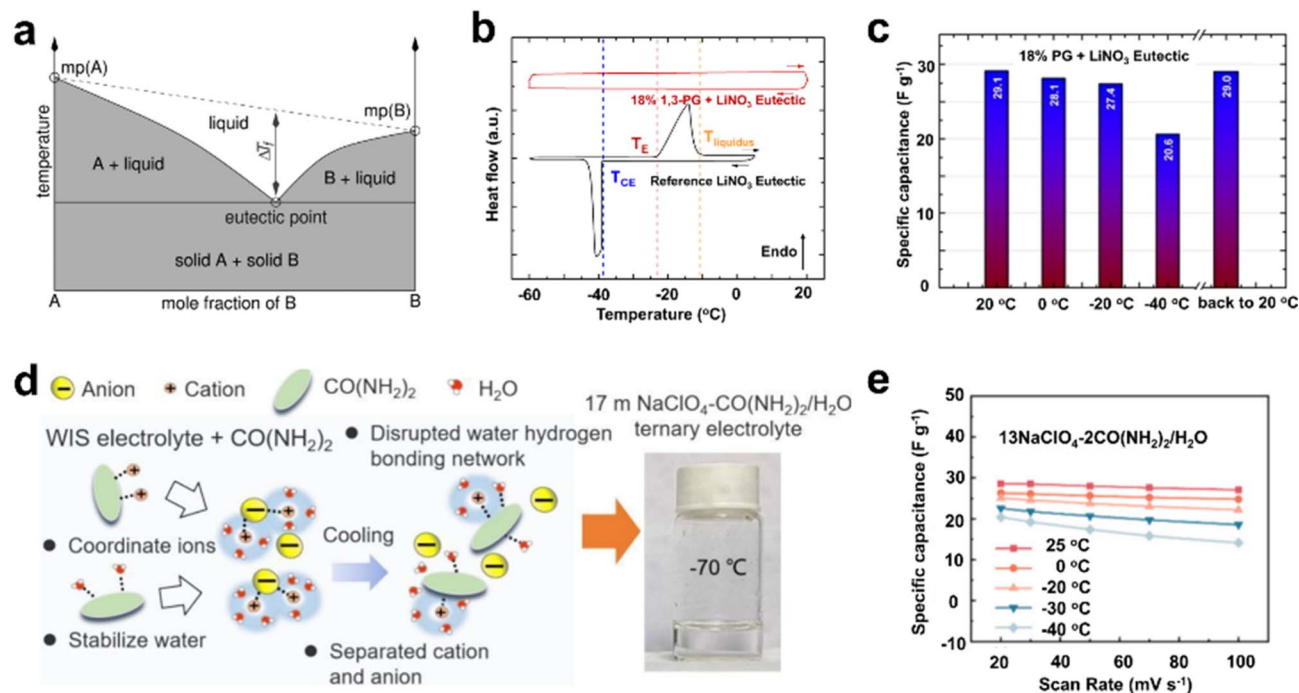 a
mp(A)
mp(B)
liquid
ΔTf
A + liquid
B + liquid
eutectic point
solid A + solid B
temperature
A
mole fraction of B
B
b
18% 1,3-PG + LiNO3 Eutectic
TE
Tliquidus
TCE
Reference LiNO3 Eutectic
Endo
Heat flow (a.u.)
-60
-40
-20
0
20
Temperature (°C)
c
18% PG + LiNO3 Eutectic
Specific capacitance (F g-1)
30
20
10
0
29.1
28.1
27.4
20.6
29.0
20 °C
0 °C
-20 °C
-40 °C
back to 20 °C
d
Anion
Cation
CO(NH2)2
H2O
WIS electrolyte + CO(NH2)2
Disrupted water hydrogen
bonding network
Coordinate ions
Cooling
Stabilize water
Separated cation
and anion
17 m NaClO4-CO(NH2)2/H2O
ternary electrolyte
-70 ℃
e
13NaClO4-2CO(NH2)2/H2O
Specific capacitance (F g-1)
50
40
30
20
10
0
-10
25 °C
0 °C
-20 °C
-30 °C
-40 °C
20
40
60
80
100
Scan Rate (mV s-1)